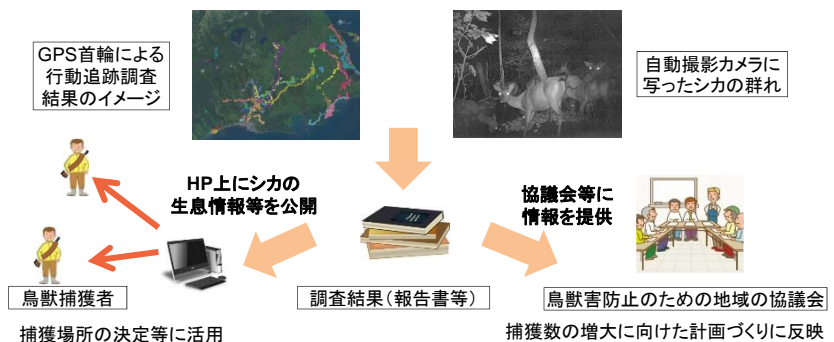 GPS首輪による
行動追跡調査
結果のイメージ
自動撮影カメラに
写ったシカの群れ
HP上にシカの
生息情報等を公開
協議会等に
情報を提供
鳥獣捕獲者
調査結果(報告書等)
鳥獣害防止のための地域の協議会
捕獲場所の決定等に活用
捕獲数の増大に向けた計画づくりに反映